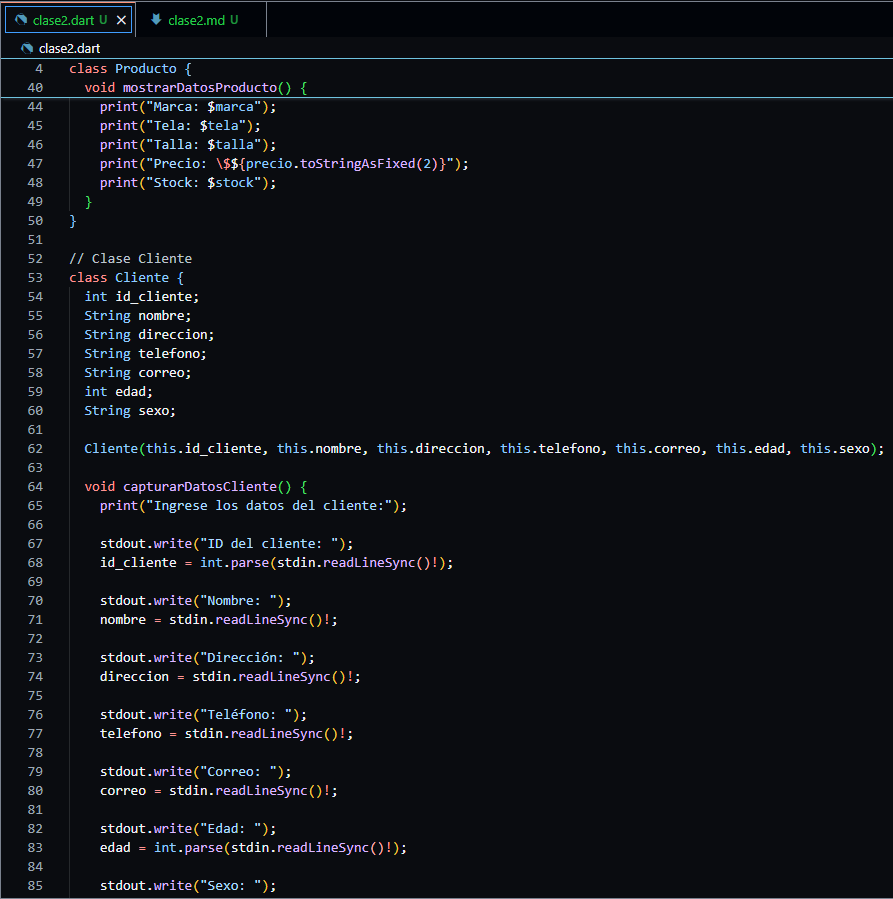 clase2.dart U clase2.md U
clase2.dart
4 class Producto {
40 void mostrarDatosProducto() {
44 print("Marca: $marca");
45 print("Tela: $tela");
46 print("Talla: $talla");
47 print("Precio: \$${precio.toStringAsFixed(2)}");
48 print("Stock: $stock");
49 }
50 }
51
52 // Clase Cliente
53 class Cliente {
54 int id_cliente;
55 String nombre;
56 String direccion;
57 String telefono;
58 String correo;
59 int edad;
60 String sexo;
61
62 Cliente(this.id_cliente, this.nombre, this.direccion, this.telefono, this.correo, this.edad, this.sexo);
63
64 void capturarDatosCliente() {
65 print("Ingrese los datos del cliente:");
66
67 stdout.write("ID del cliente: ");
68 id_cliente = int.parse(stdin.readLineSync()!);
69
70 stdout.write("Nombre: ");
71 nombre = stdin.readLineSync()!;
72
73 stdout.write("Dirección: ");
74 direccion = stdin.readLineSync()!;
75
76 stdout.write("Teléfono: ");
77 telefono = stdin.readLineSync()!;
78
79 stdout.write("Correo: ");
80 correo = stdin.readLineSync()!;
81
82 stdout.write("Edad: ");
83 edad = int.parse(stdin.readLineSync()!);
84
85 stdout.write("Sexo: ");